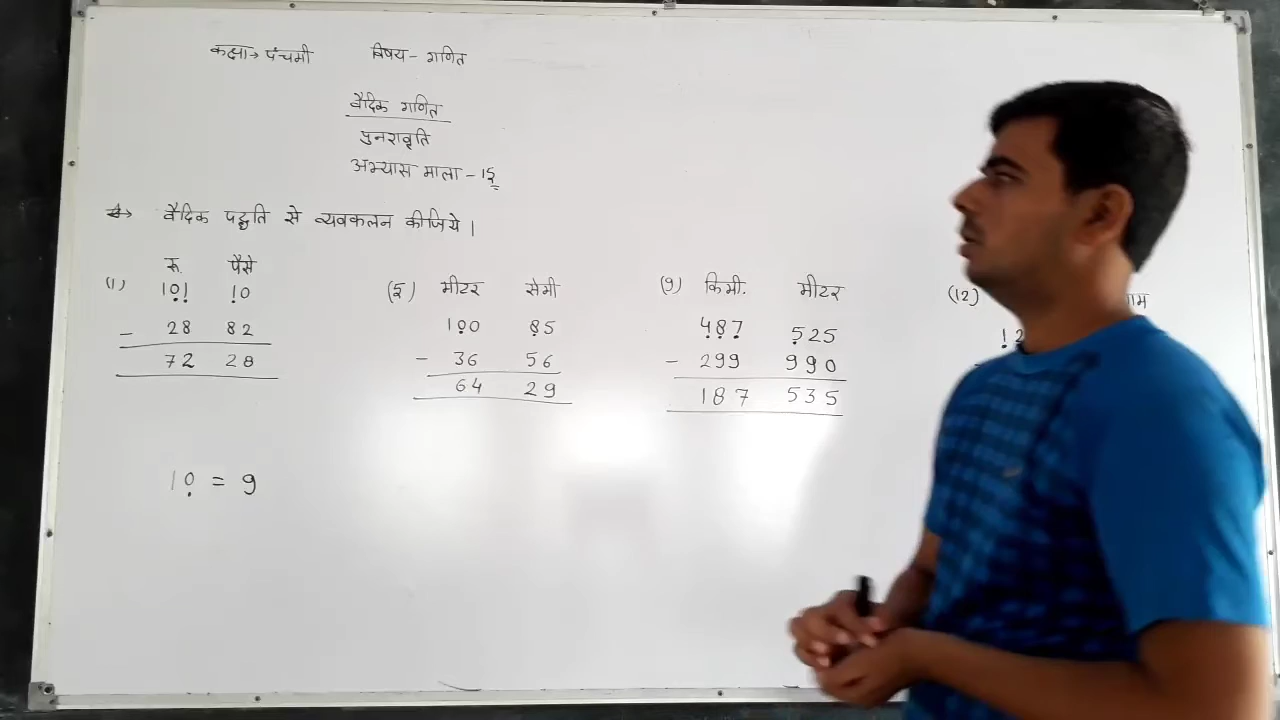 कक्षा→ पंचमी विषय - गणित
वैदिक गणित
पुनरावृति
अभ्यास माला - 15
वैदिक पद्धति से व्यवकलन कीजिये।
(1) रू. पैसे
101 10
- 28 82
72 28
(5) मीटर सेमी
100 85
- 36 56
64 29
(9) किमी. मीटर
487 525
- 299 990
187 535
(12)
10 = 9